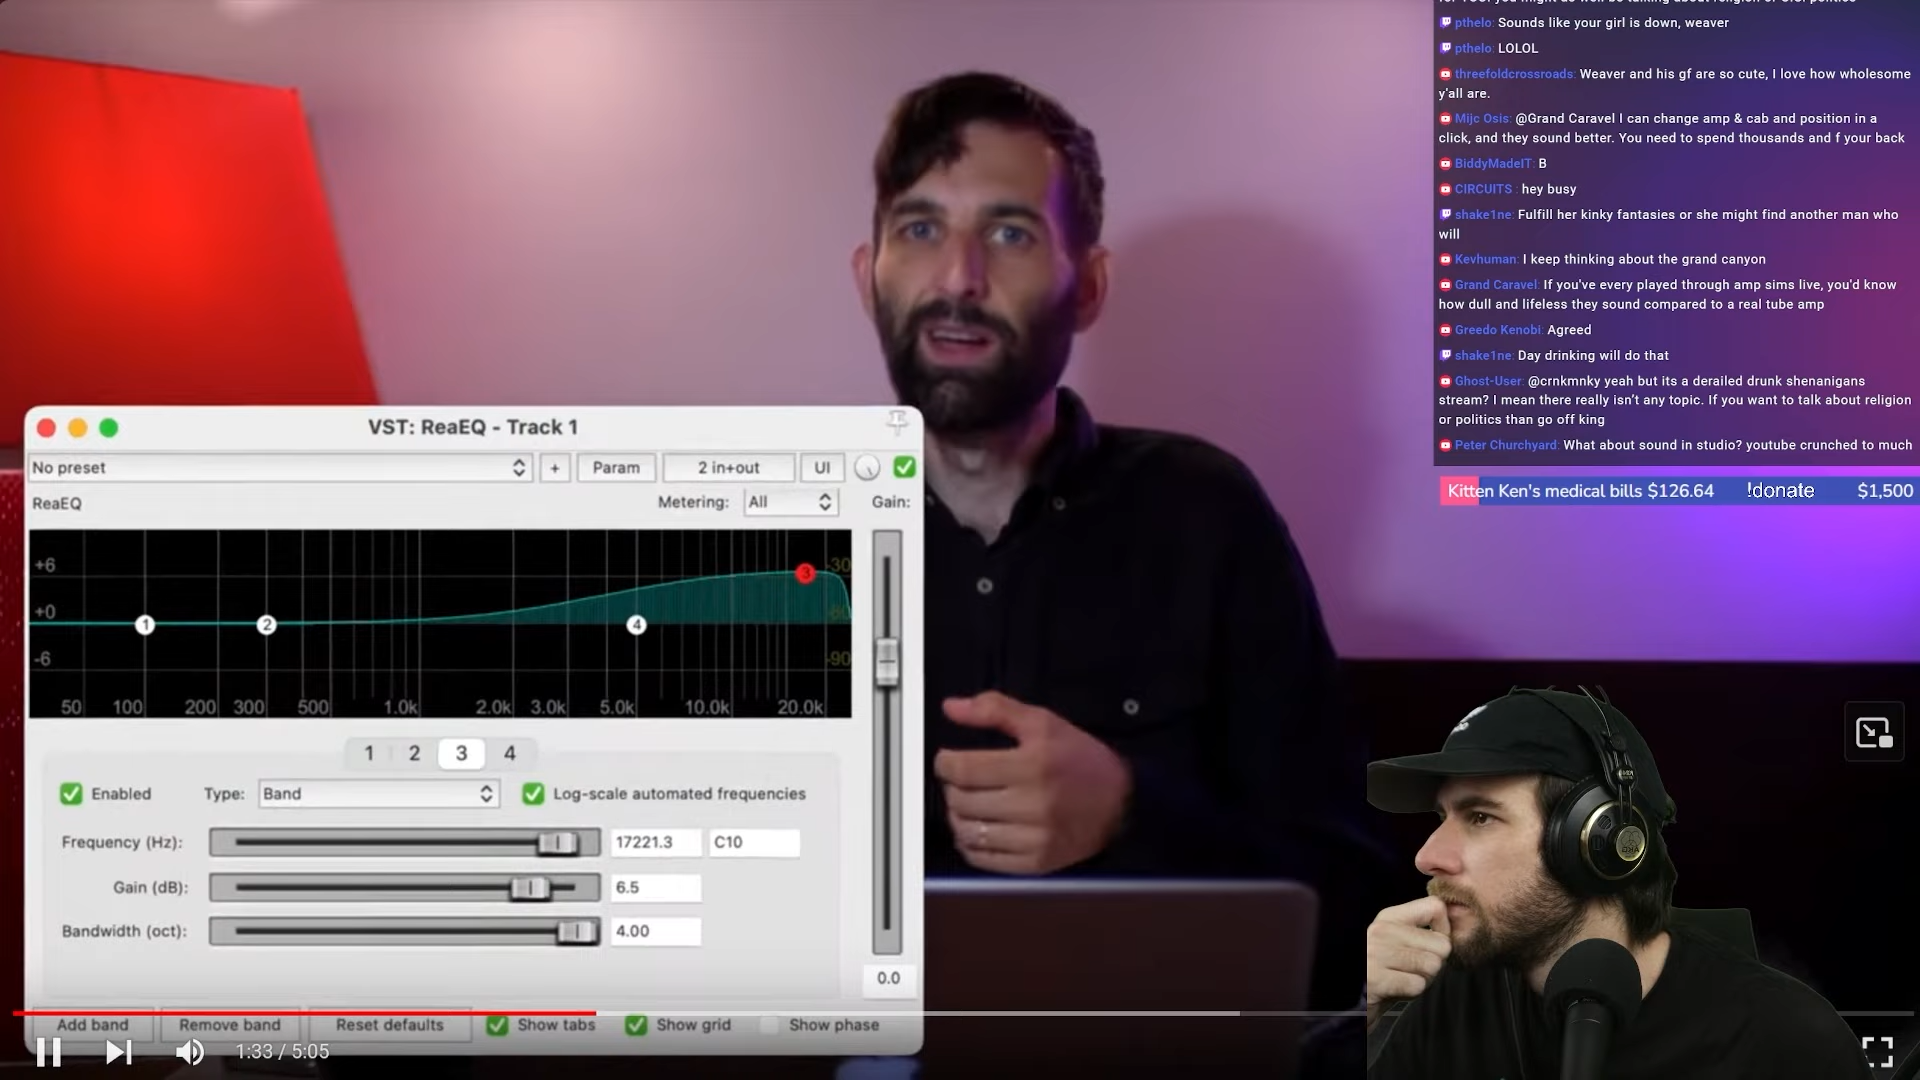 pthelo: Sounds like your girl is down, weaver
pthelo: LOLOL
threefoldcrossroads: Weaver and his gf are so cute, I love how wholesome
y'all are.
Mijc Osis: @Grand Caravel I can change amp & cab and position in a
click, and they sound better. You need to spend thousands and f your back
BiddyMadeIT: B
CIRCUITS : hey busy
shake1ne: Fulfill her kinky fantasies or she might find another man who
will
Kevhuman: I keep thinking about the grand canyon
Grand Caravel: If you've every played through amp sims live, you'd know
how dull and lifeless they sound compared to a real tube amp
Greedo Kenobi: Agreed
shake1ne: Day drinking will do that
Ghost-User: @crnkmnky yeah but its a derailed drunk shenanigans
stream? I mean there really isn't any topic. If you want to talk about religion
or politics than go off king
Peter Churchyard: What about sound in studio? youtube crunched to much
Kitten Ken's medical bills $126.64 !donate $1,500
VST: ReaEQ - Track 1
No preset + Param 2 in+out UI
ReaEQ Metering: All Gain:
+6 -30
+0
-6 -90
50 100 200 300 500 1.0k 2.0k 3.0k 5.0k 10.0k 20.0k
1 2 3 4
1 2 3 4
Enabled Type: Band Log-scale automated frequencies
Frequency (Hz): 17221.3 C10
Gain (dB): 6.5
Bandwidth (oct): 4.00
0.0
Add band Remove band Reset defaults Show tabs Show grid Show phase
1:33 / 5:05